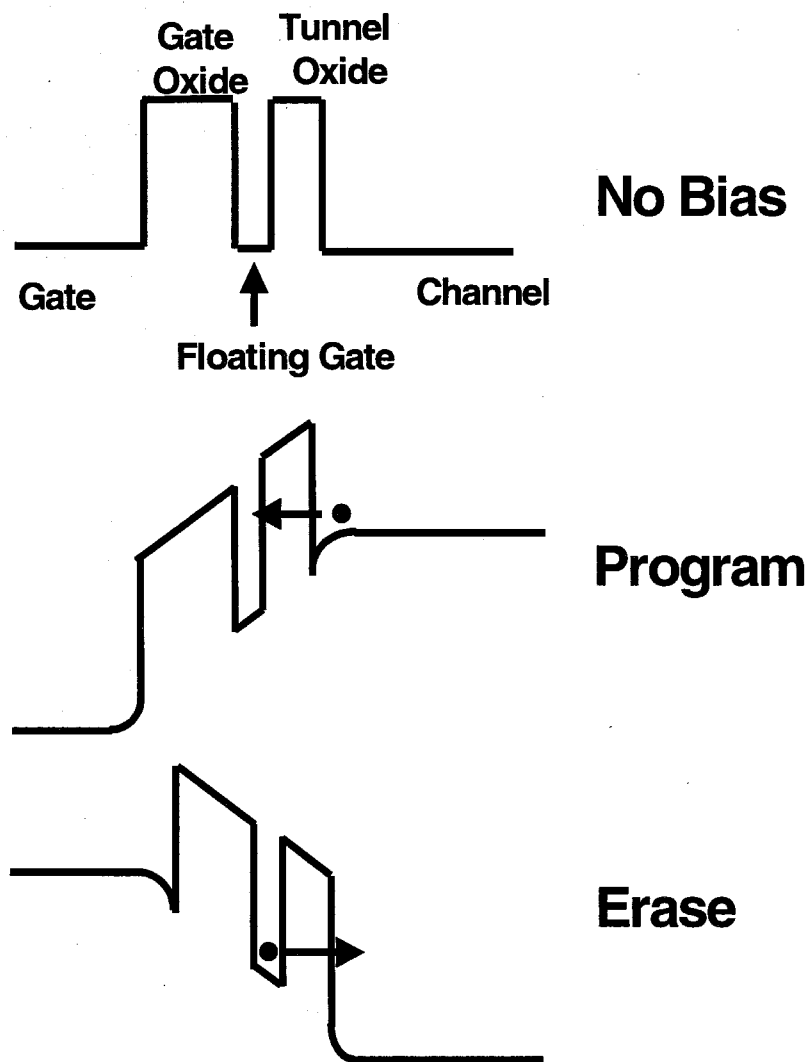 Gate
Oxide
Tunnel
Oxide
No Bias
Gate
Channel
Floating Gate
Program
Erase